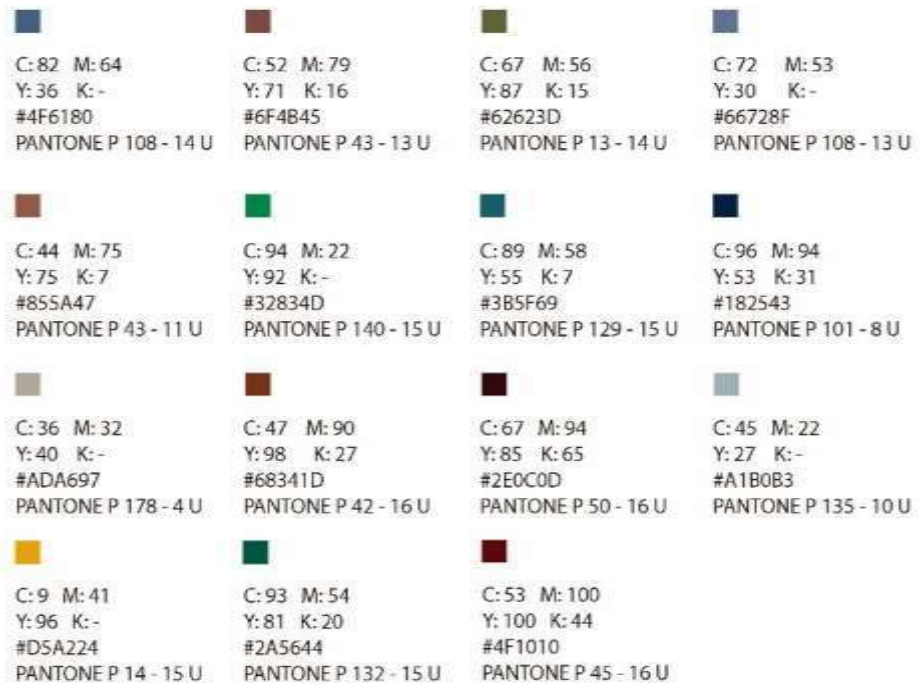 C: 82 M: 64
Y: 36 K: -
#4F6180
PANTONE P 108 - 14 U
C: 52 M: 79
Y: 71 K: 16
#6F4B45
PANTONE P 43 - 13 U
C: 67 M: 56
Y: 87 K: 15
#62623D
PANTONE P 13 - 14 U
C: 72 M: 53
Y: 30 K: -
#66728F
PANTONE P 108 - 13 U
C: 44 M: 75
Y: 75 K: 7
#855A47
PANTONE P 43 - 11 U
C: 94 M: 22
Y: 92 K: -
#32834D
PANTONE P 140 - 15 U
C: 89 M: 58
Y: 55 K: 7
#3B5F69
PANTONE P 129 - 15 U
C: 96 M: 94
Y: 53 K: 31
#182543
PANTONE P 101 - 8 U
C: 36 M: 32
Y: 40 K: -
#ADA697
PANTONE P 178 - 4 U
C: 47 M: 90
Y: 98 K: 27
#68341D
PANTONE P 42 - 16 U
C: 67 M: 94
Y: 85 K: 65
#2E0C0D
PANTONE P 50 - 16 U
C: 45 M: 22
Y: 27 K: -
#A1B0B3
PANTONE P 135 - 10 U
C: 9 M: 41
Y: 96 K: -
#D5A224
PANTONE P 14 - 15 U
C: 93 M: 54
Y: 81 K: 20
#2A5644
PANTONE P 132 - 15 U
C: 53 M: 100
Y: 100 K: 44
#4F1010
PANTONE P 45 - 16 U